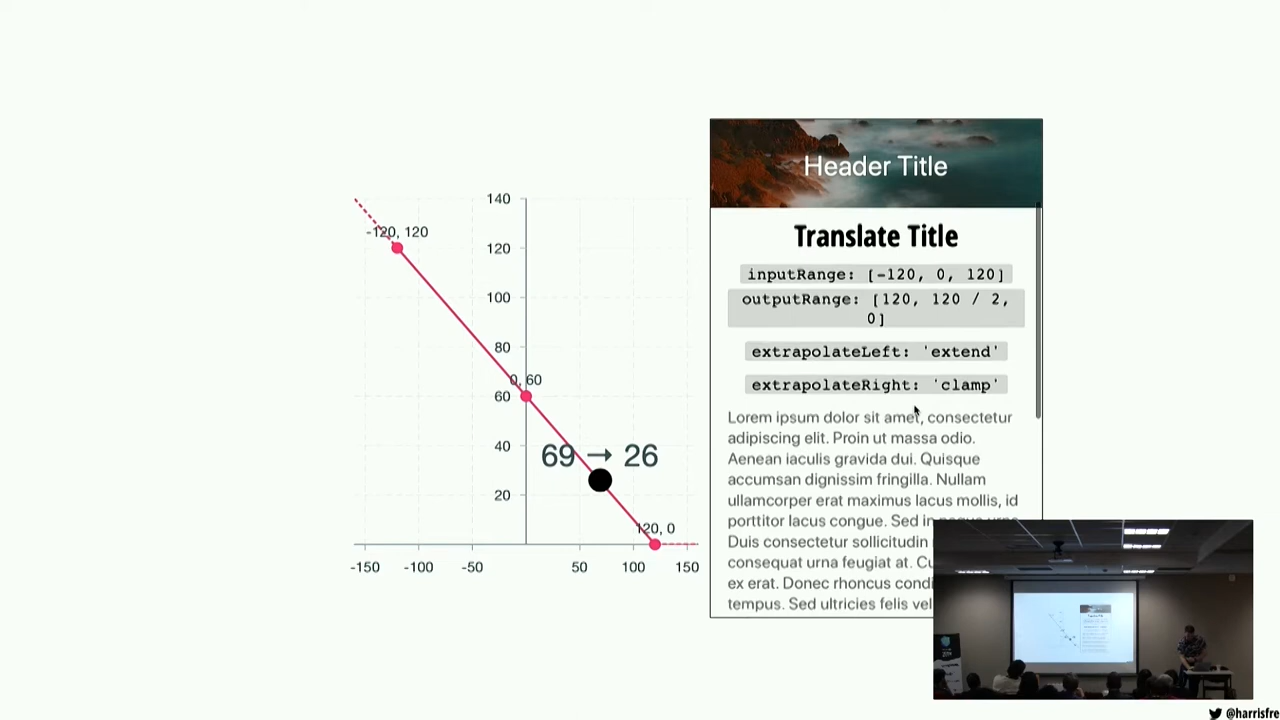 Header Title
Translate Title
inputRange: [-120, 0, 120]
outputRange: [120, 120 / 2,
0]
extrapolateLeft: 'extend'
extrapolateRight: 'clamp'
Lorem ipsum dolor sit amet, consectetur
adipiscing elit. Proin ut massa odio.
Aenean iaculis gravida dui. Quisque
accumsan dignissim fringilla. Nullam
ullamcorper erat maximus lacus mollis, id
porttitor lacus congue. Sed in
Duis consectetur sollicitudin
consequat urna feugiat at.
ex erat. Donec rhoncus
tempus. Sed ultricies felis
140
-120, 120
120
100
80
0, 60
60
40
69 → 26
20
120, 0
-150 -100 -50 50 100 150
@harrisfre